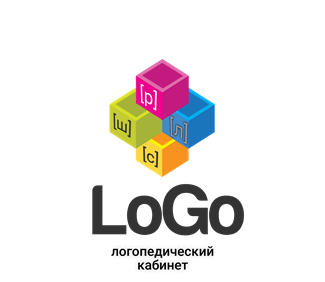 [р]
[ш] [л]
[с]
LoGo
логопедический
кабинет